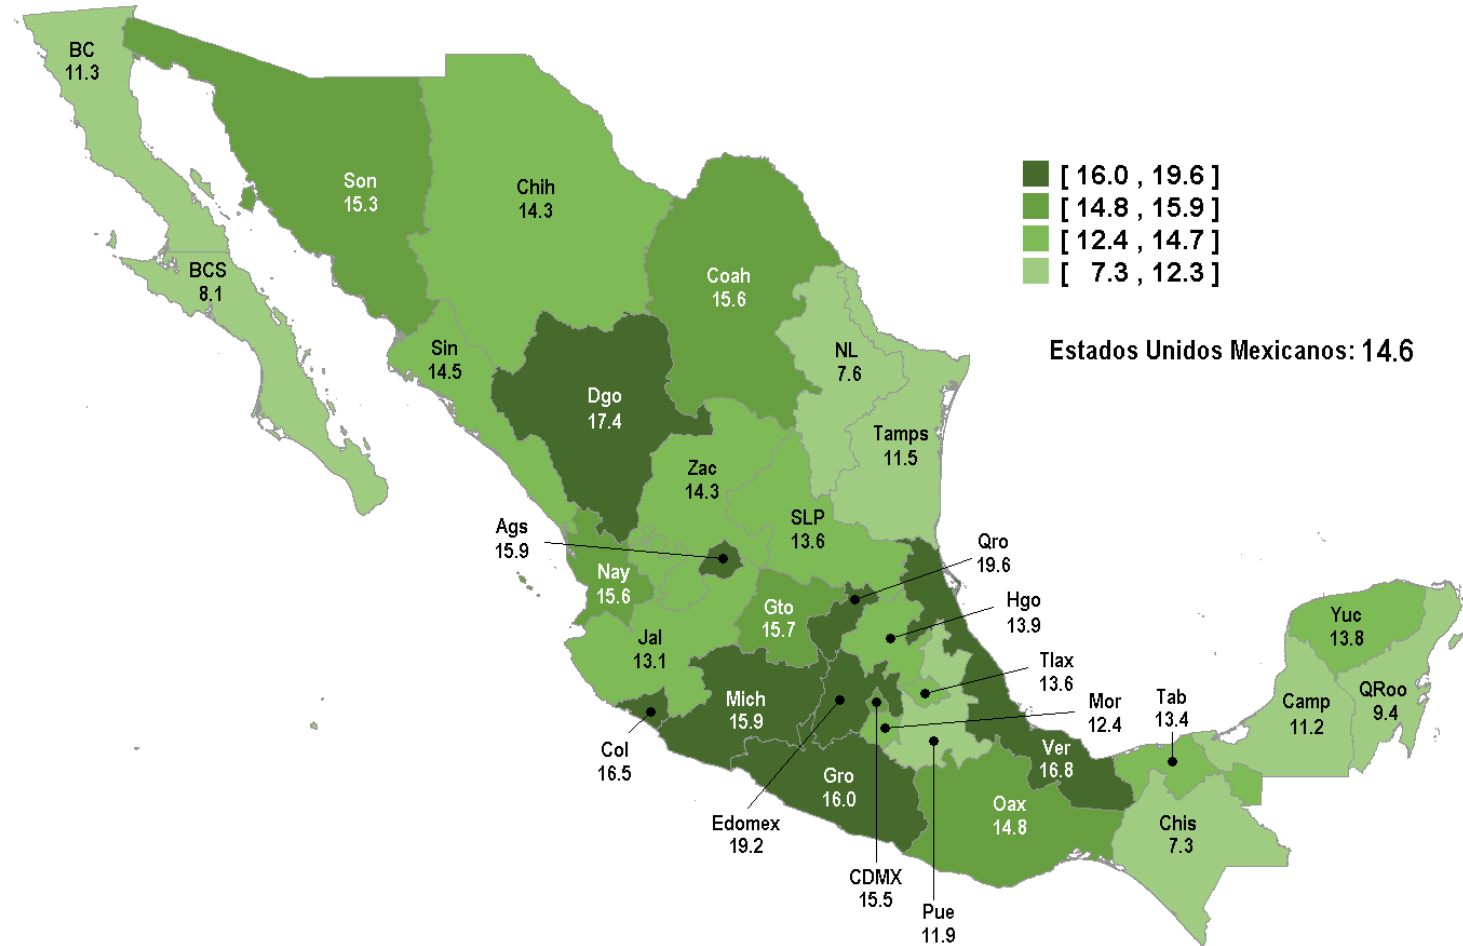 BC
11.3
Son
15.3
Chih
14.3
[ 16.0 , 19.6 ]
[ 14.8 , 15.9 ]
[ 12.4 , 14.7 ]
[ 7.3 , 12.3 ]
Estados Unidos Mexicanos: 14.6
BCS
8.1
Coah
15.6
Sin
14.5
NL
7.6
Dgo
17.4
Tamps
11.5
Zac
14.3
SLP
13.6
Ags
15.9
Qro
19.6
Nay
15.6
Gto
15.7
Hgo
13.9
Yuc
13.8
Jal
13.1
Tlax
13.6
Mich
15.9
Mor
12.4
Tab
13.4
Camp
11.2
QRoo
9.4
Col
16.5
Ver
16.8
Gro
16.0
Edomex
19.2
Oax
14.8
Chis
7.3
CDMX
15.5
Pue
11.9